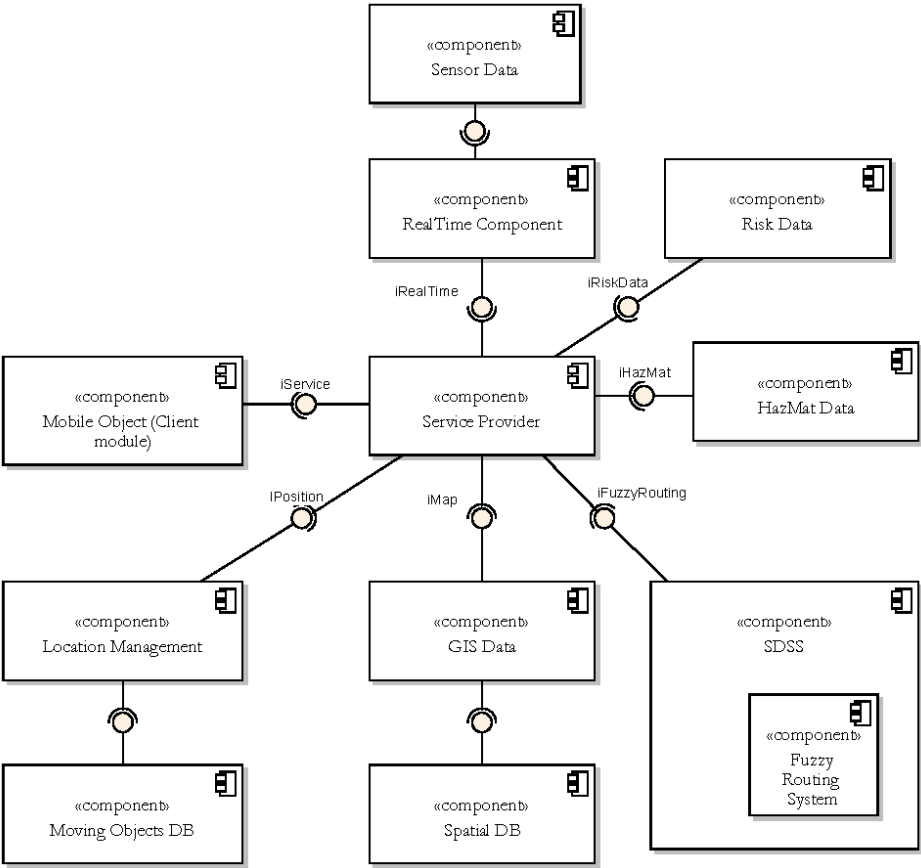 «component»
Sensor Data
«component»
RealTime Component
«component»
Risk Data
iRealTime
iRiskData
«component»
Mobile Object (Client
module)
iService
«component»
Service Provider
iHazMat
«component»
HazMat Data
IPosition
iMap
iFuzzyRouting
«component»
Location Management
«component»
GIS Data
«component»
SDSS
«component»
Fuzzy
Routing
System
«component»
Moving Objects DB
«component»
Spatial DB